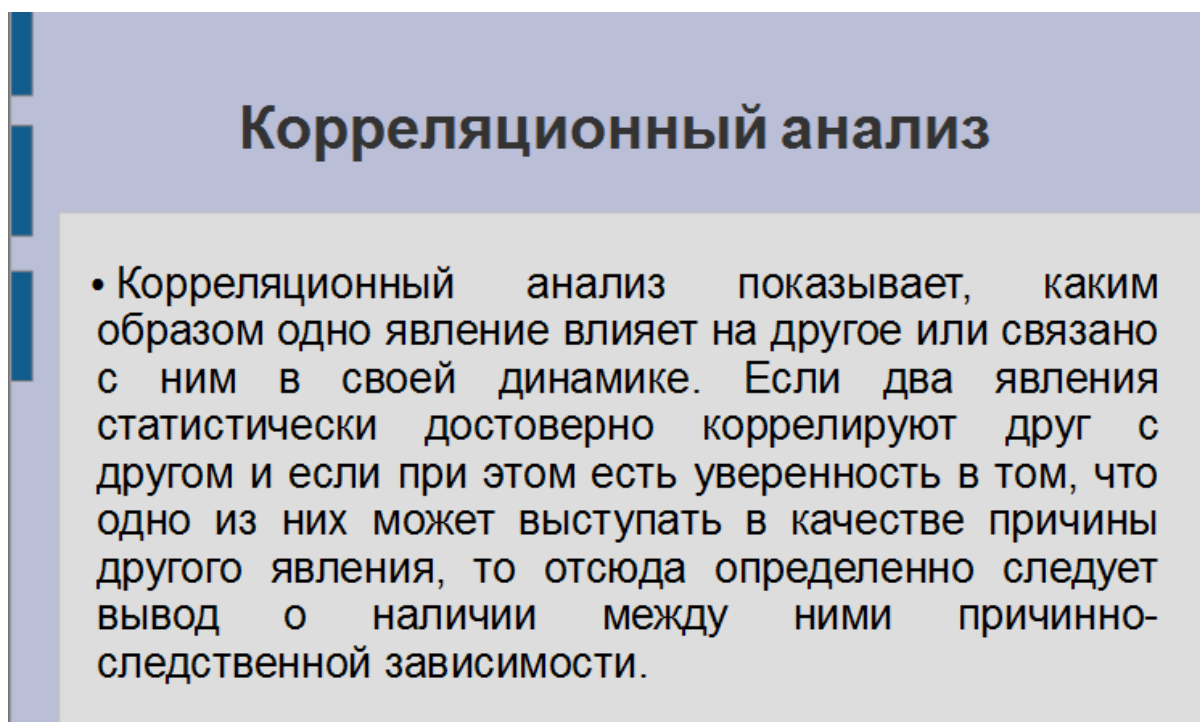 Корреляционный анализ
• Корреляционный анализ показывает, каким
образом одно явление влияет на другое или связано
с ним в своей динамике. Если два явления
статистически достоверно коррелируют друг с
другом и если при этом есть уверенность в том, что
одно из них может выступать в качестве причины
другого явления, то отсюда определенно следует
вывод о наличии между ними причинно-
следственной зависимости.